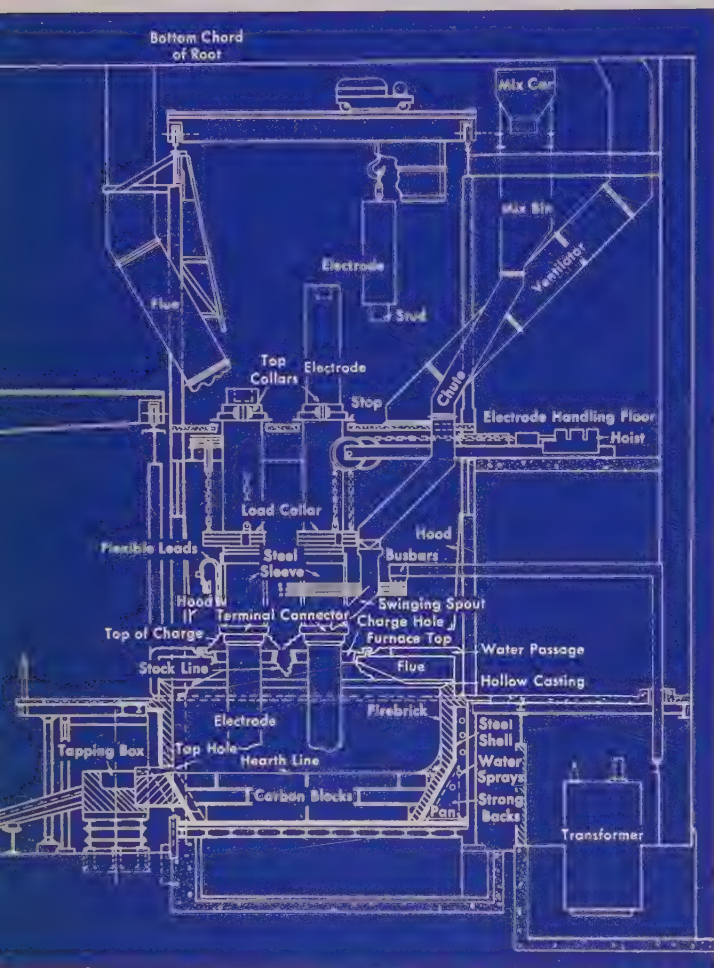 Bottom Chord
of Root
Mix Car
Mix Bin
Ventilator
Electrode
Flue
Stud
Top
Collars
Electrode
Chute
Stop
Electrode Handling Floor
Hoist
Load Collar
Hood
Flexible Leads
Steel
Sleeve
Busbars
Hood
Swinging Spout
Terminal Connector
Charge Hole
Top of Charge
Furnace Top
Water Passage
Stock Line
Flue
Hollow Casting
Firebrick
Electrode
Steel
Shell
Tapping Box
Tap Hole
Hearth Line
Water
Sprays
Carbon Blocks
Pan
Strong
Backs
Transformer